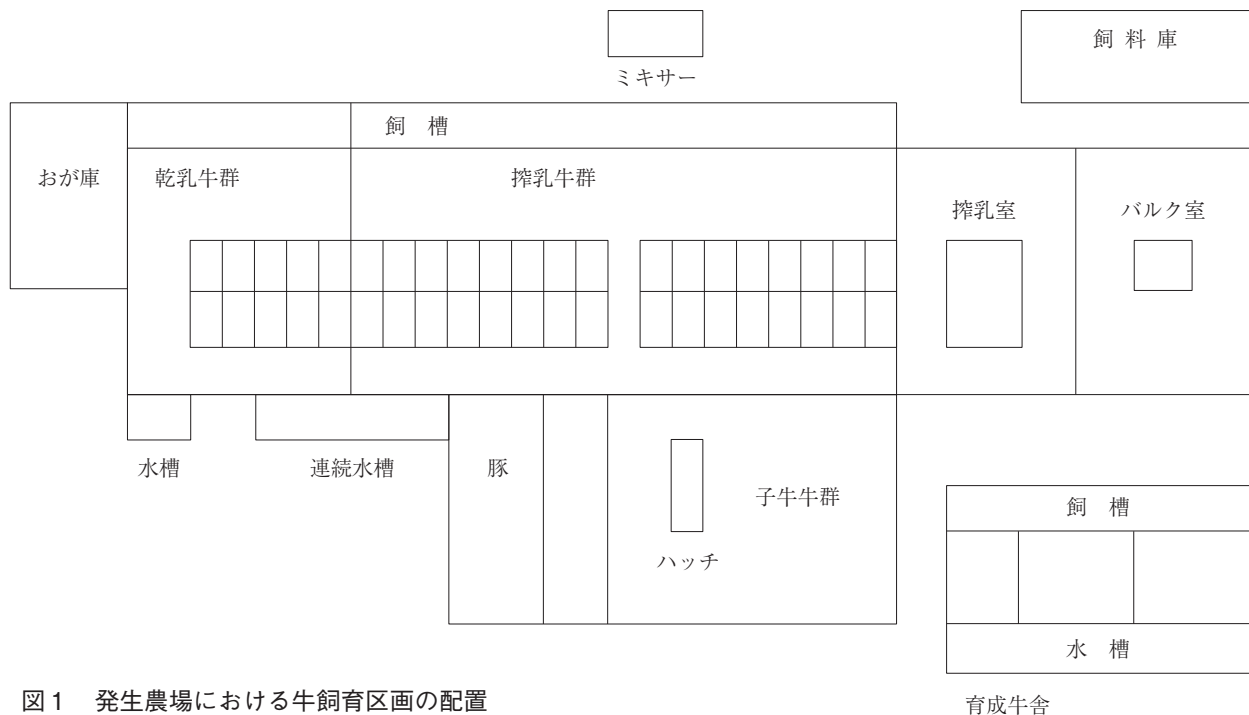 飼料庫
ミキサー
飼 槽
おが庫
乾乳牛群
搾乳牛群
搾乳室
バルク室
水槽
連続水槽
豚
子牛牛群
ハッチ
飼 槽
水 槽
育成牛舎
図1 発生農場における牛飼育区画の配置